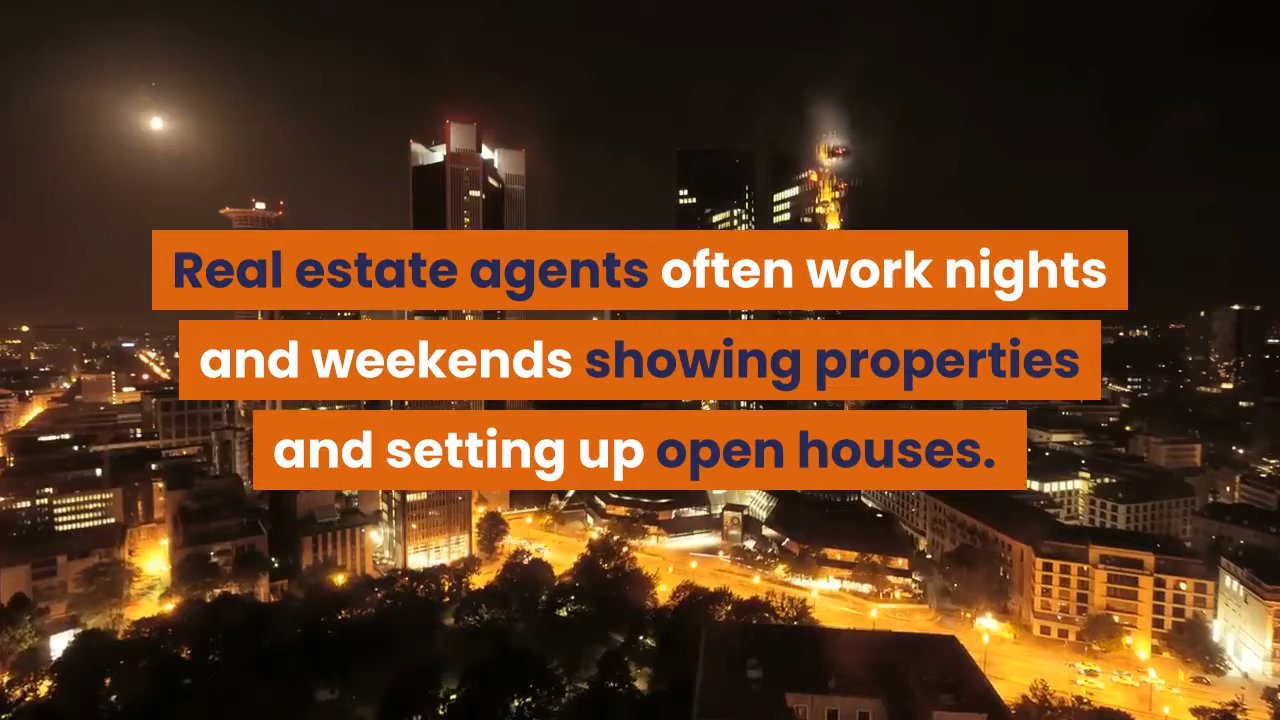 Real estate agents often work nights
and weekends showing properties
and setting up open houses.